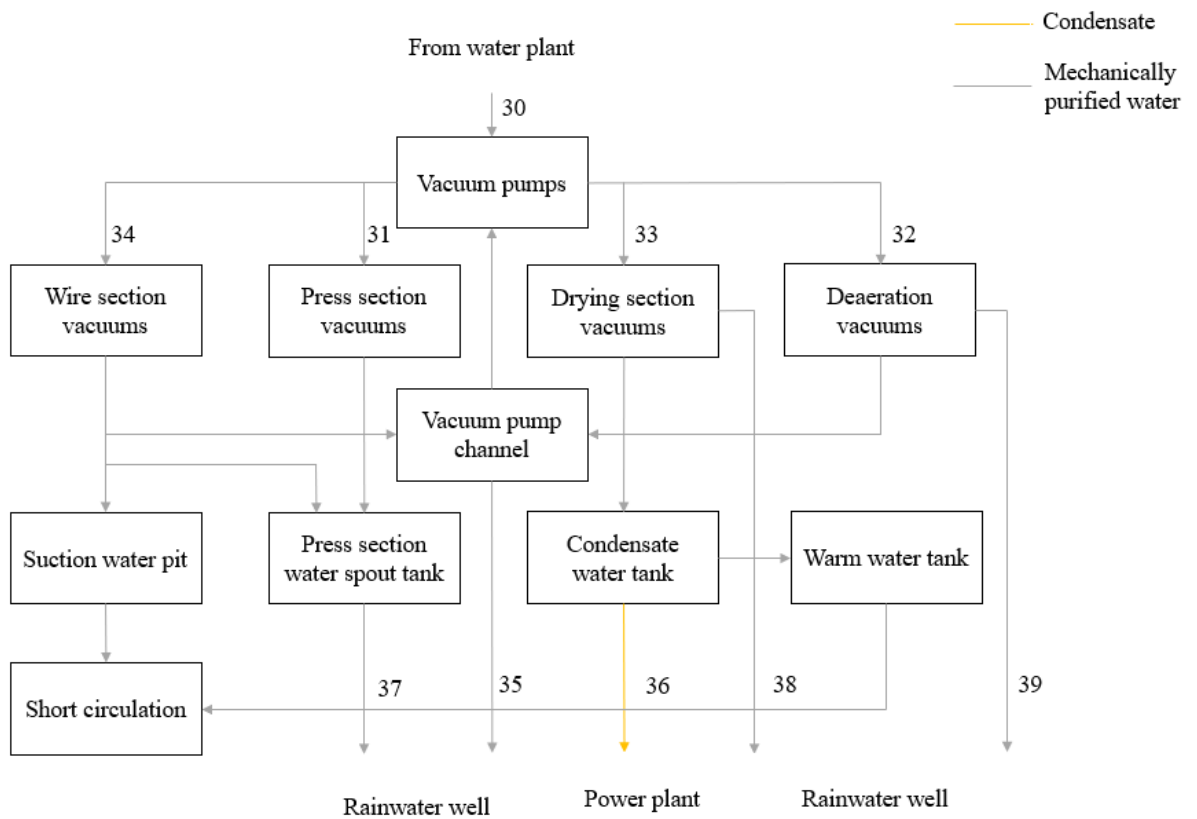 Condensate
From water plant
Mechanically
purified water
30
Vacuum pumps
34
31
33
32
Wire section
vacuums
Press section
vacuums
Drying section
vacuums
Deaeration
vacuums
Vacuum pump
channel
Suction water pit
Press section
water spout tank
Condensate
water tank
Warm water tank
Short circulation
37
35
36
38
39
Rainwater well
Power plant
Rainwater well